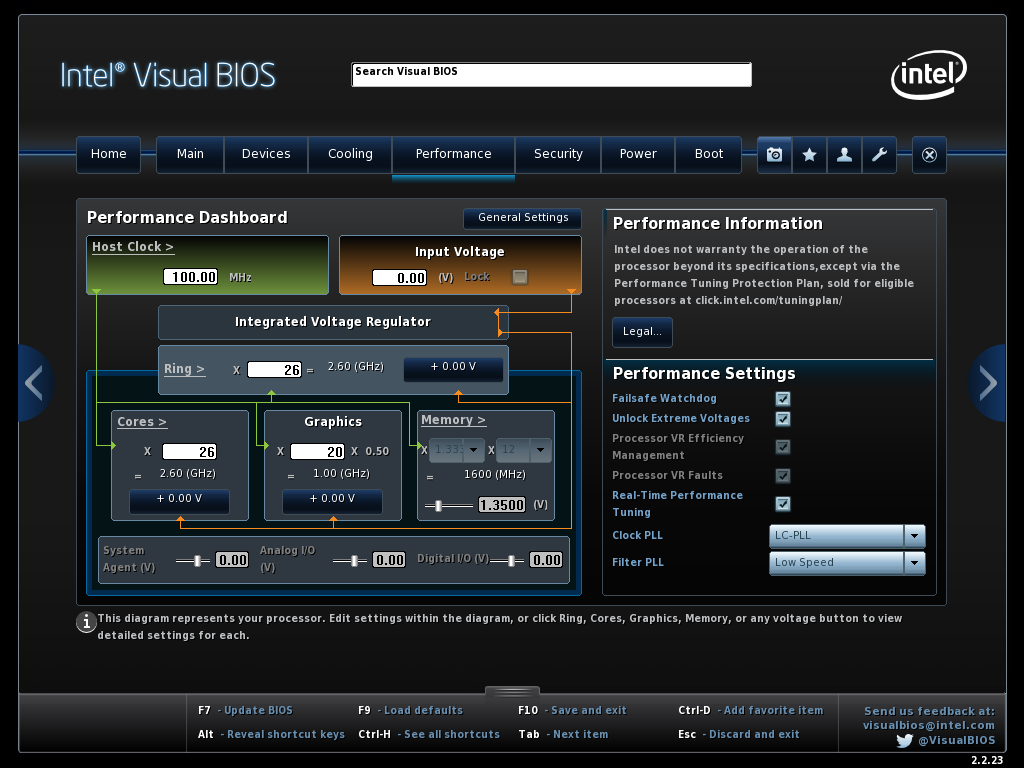 Intel® Visual BIOS
Search Visual BIOS
intel
Home
Main
Devices
Cooling
Performance
Security
Power
Boot
Performance Dashboard
General Settings
Host Clock >
100.00 MHz
Input Voltage
0.00 (V) Lock
Integrated Voltage Regulator
Ring > X 26 = 2.60 (GHz) + 0.00 V
Cores >
X 26
= 2.60 (GHz)
+ 0.00 V
Graphics
X 20 X 0.50
= 1.00 (GHz)
+ 0.00 V
Memory >
X 1.33 X 12
= 1600 (MHz)
1.3500 (V)
System
Agent (V)
0.00
Analog I/O
(V)
0.00
Digital I/O (V)
0.00
Performance Information
Intel does not warranty the operation of the
processor beyond its specifications,except via the
Performance Tuning Protection Plan, sold for eligible
processors at click.intel.com/tuningplan/
Legal...
Performance Settings
Failsafe Watchdog
Unlock Extreme Voltages
Processor VR Efficiency
Management
Processor VR Faults
Real-Time Performance
Tuning
Clock PLL LC-PLL
Filter PLL Low Speed
This diagram represents your processor. Edit settings within the diagram, or click Ring, Cores, Graphics, Memory, or any voltage button to view
detailed settings for each.
F7 - Update BIOS
F9 - Load defaults
F10 - Save and exit
Ctrl-D - Add favorite item
Alt - Reveal shortcut keys
Ctrl-H - See all shortcuts
Tab - Next item
Esc - Discard and exit
Send us feedback at:
visualbios@intel.com
@VisualBIOS
2.2.23